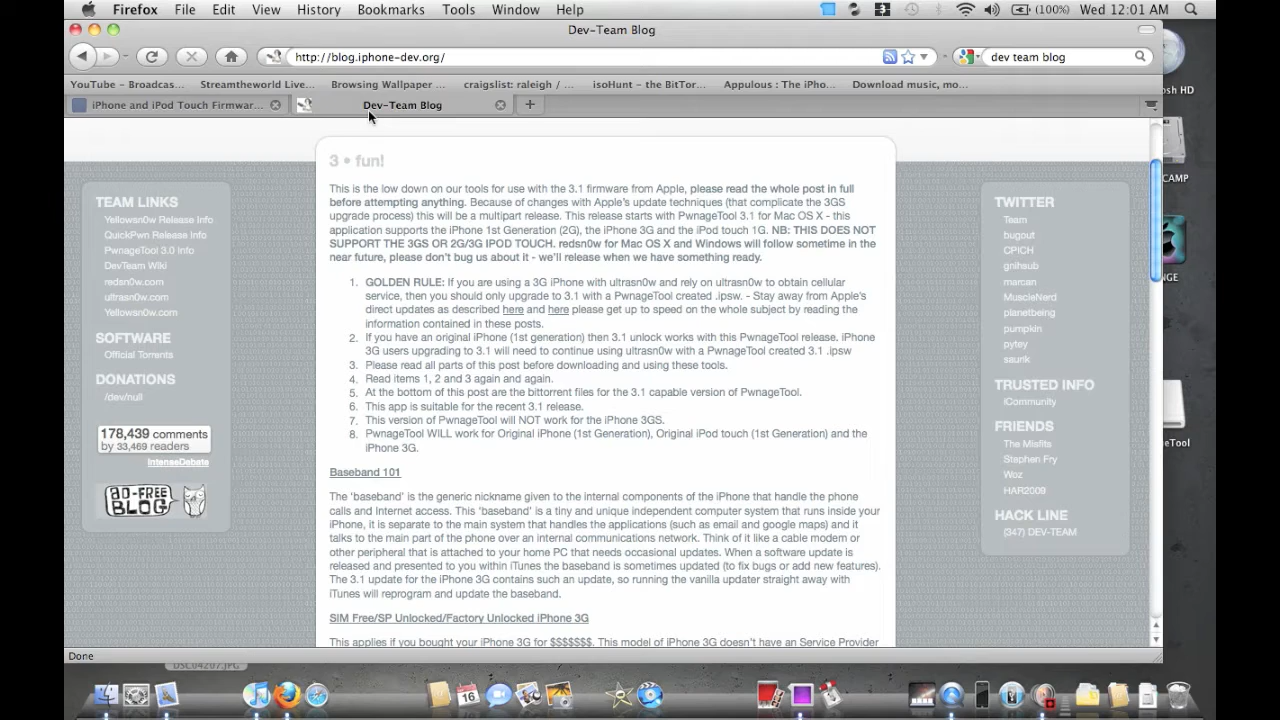 Firefox File Edit View History Bookmarks Tools Window Help (100%) Wed 12:01 AM
Dev-Team Blog
http://blog.iphone-dev.org/ dev team blog
YouTube - Broadcas... Streamtheworld Live... Browsing Wallpaper ... craigslist: raleigh / ... isoHunt - the BitTor... Appulous : The iPho... Download music, mo...
iPhone and iPod Touch Firmwar... Dev-Team Blog
3 • fun!
This is the low down on our tools for use with the 3.1 firmware from Apple, please read the whole post in full
before attempting anything. Because of changes with Apple's update techniques (that complicate the 3GS
upgrade process) this will be a multipart release. This release starts with PwnageTool 3.1 for Mac OS X - this
application supports the iPhone 1st Generation (2G), the iPhone 3G and the iPod touch 1G. NB: THIS DOES NOT
SUPPORT THE 3GS OR 2G/3G IPOD TOUCH. redsn0w for Mac OS X and Windows will follow sometime in the
near future, please don't bug us about it - we'll release when we have something ready.
1. GOLDEN RULE: If you are using a 3G iPhone with ultrasn0w and rely on ultrasn0w to obtain cellular
service, then you should only upgrade to 3.1 with a PwnageTool created .ipsw. - Stay away from Apple's
direct updates as described here and here please get up to speed on the whole subject by reading the
information contained in these posts.
2. If you have an original iPhone (1st generation) then 3.1 unlock works with this PwnageTool release. iPhone
3G users upgrading to 3.1 will need to continue using ultrasn0w with a PwnageTool created 3.1 .ipsw
3. Please read all parts of this post before downloading and using these tools.
4. Read items 1, 2 and 3 again and again.
5. At the bottom of this post are the bittorrent files for the 3.1 capable version of PwnageTool.
6. This app is suitable for the recent 3.1 release.
7. This version of PwnageTool will NOT work for the iPhone 3GS.
8. PwnageTool WILL work for Original iPhone (1st Generation), Original iPod touch (1st Generation) and the
iPhone 3G.
Baseband 101
The 'baseband' is the generic nickname given to the internal components of the iPhone that handle the phone
calls and Internet access. This 'baseband' is a tiny and unique independent computer system that runs inside your
iPhone, it is separate to the main system that handles the applications (such as email and google maps) and it
talks to the main part of the phone over an internal communications network. Think of it like a cable modem or
other peripheral that is attached to your home PC that needs occasional updates. When a software update is
released and presented to you within iTunes the baseband is sometimes updated (to fix bugs or add new features).
The 3.1 update for the iPhone 3G contains such an update, so running the vanilla updater straight away with
iTunes will reprogram and update the baseband.
SIM Free/SP Unlocked/Factory Unlocked iPhone 3G
This applies if you bought your iPhone 3G for $$$$$$$. This model of iPhone 3G doesn't have an Service Provider
TEAM LINKS
Yellowsn0w Release Info
QuickPwn Release Info
PwnageTool 3.0 Info
DevTeam Wiki
redsn0w.com
ultrasn0w.com
Yellowsn0w.com
SOFTWARE
Official Torrents
DONATIONS
/dev/null
178,439 comments
by 33,469 readers
IntenseDebate
AD-FREE
BLOG
TWITTER
Team
bugout
CPICH
gnihsub
marcan
MuscleNerd
planetbeing
pumpkin
pytey
saurik
TRUSTED INFO
iCommunity
FRIENDS
The Misfits
Stephen Fry
Woz
HAR2009
HACK LINE
(347) DEV-TEAM
osh HD
CAMP
NGE
eTool
Done
DSC04207.JPG
16